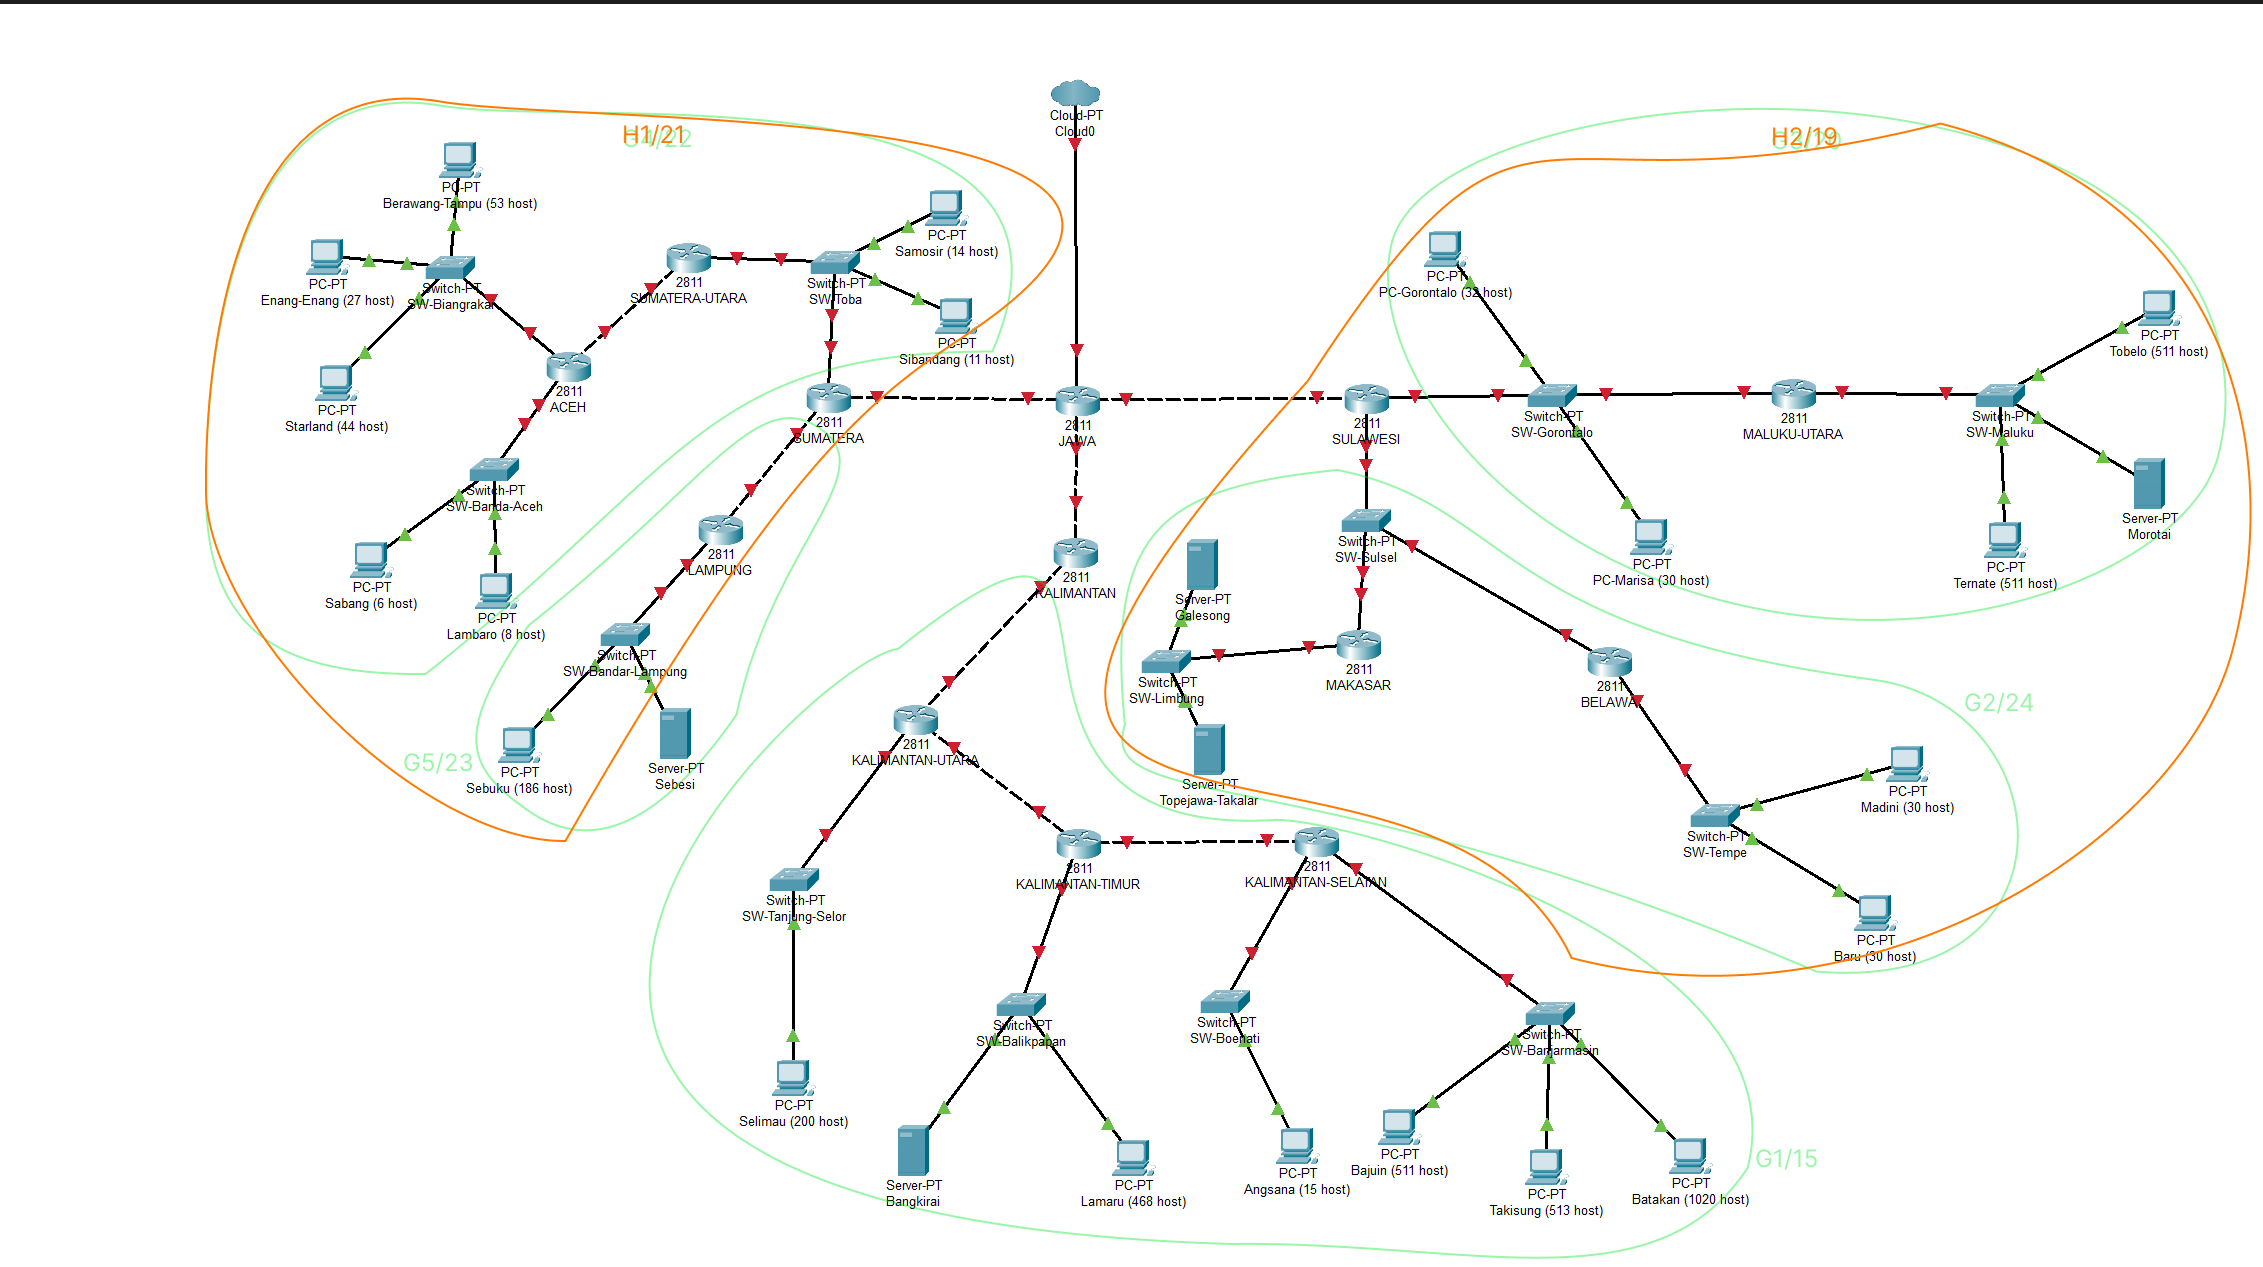 Cloud-PT
Cloud0
H1/21
H2/19
PC-PT
Berawang-Tampu (53 host)
PC-PT
Samosir (14 host)
PC-PT
Enang-Enang (27 host)
Switch-PT
SW-Biangrakar
2811
SUMATERA-UTARA
Switch-PT
SW-Toba
PC-PT
PC-Gorontalo (32 host)
PC-PT
Sibandang (11 host)
PC-PT
Tobelo (511 host)
2811
ACEH
PC-PT
Starland (44 host)
2811
SUMATERA
2811
JAWA
2811
SULAWESI
Switch-PT
SW-Gorontalo
2811
MALUKU-UTARA
Switch-PT
SW-Maluku
Switch-PT
SW-Banda-Aceh
Server-PT
Morotai
2811
LAMPUNG
Switch-PT
SW-Sulsel
PC-PT
PC-Marisa (30 host)
PC-PT
Ternate (511 host)
PC-PT
Sabang (6 host)
2811
KALIMANTAN
Server-PT
Galesong
PC-PT
Lambaro (8 host)
Switch-PT
SW-Bandar-Lampung
2811
MAKASAR
Switch-PT
SW-Limbung
2811
BELAWA
G2/24
G5/23
2811
KALIMANTAN-UTARA
PC-PT
Sebuku (186 host)
Server-PT
Sebesi
Server-PT
Topejawa-Takalar
PC-PT
Madini (30 host)
Switch-PT
SW-Tempe
2811
KALIMANTAN-TIMUR
2811
KALIMANTAN-SELATAN
Switch-PT
SW-Tanjung-Selor
PC-PT
Baru (30 host)
Switch-PT
SW-Balikpapan
Switch-PT
SW-Boenati
Switch-PT
SW-Banjarmasin
PC-PT
Selimau (200 host)
G1/15
Server-PT
Bangkirai
PC-PT
Lamaru (468 host)
PC-PT
Angsana (15 host)
PC-PT
Bajuin (511 host)
PC-PT
Takisung (513 host)
PC-PT
Batakan (1020 host)